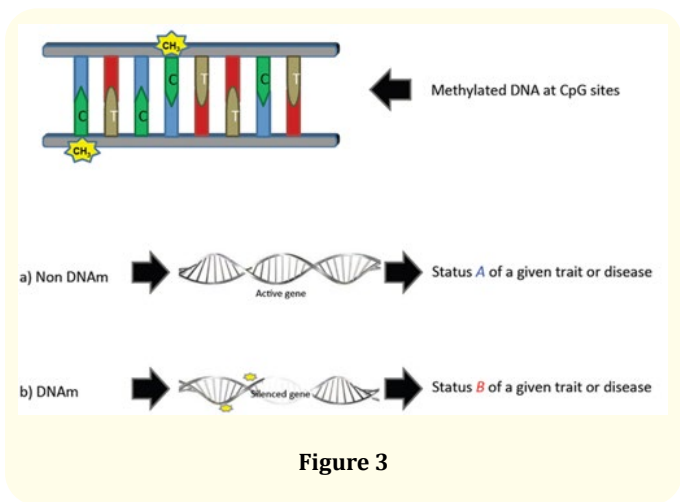 CH₃
C T
C T
C T C T
CH₃
Methylated DNA at CpG sites
a) Non DNAm
Active gene
Status A of a given trait or disease
b) DNAm
Silenced gene
Status B of a given trait or disease
Figure 3